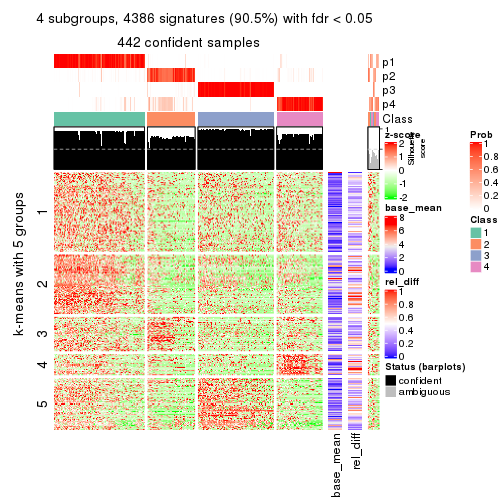 4 subgroups, 4386 signatures (90.5%) with fdr < 0.05
442 confident samples
p1
p2
p3
p4
Class
1
Silhouette
score
k-means with 5 groups
1
2
3
4
5
base_mean
rel_diff
z-score
2
1
0
-1
-2
base_mean
8
6
4
2
0
rel_diff
1
0.8
0.6
0.4
0.2
0
Status (barplots)
confident
ambiguous
Prob
1
0.8
0.6
0.4
0.2
0
Class
1
2
3
4